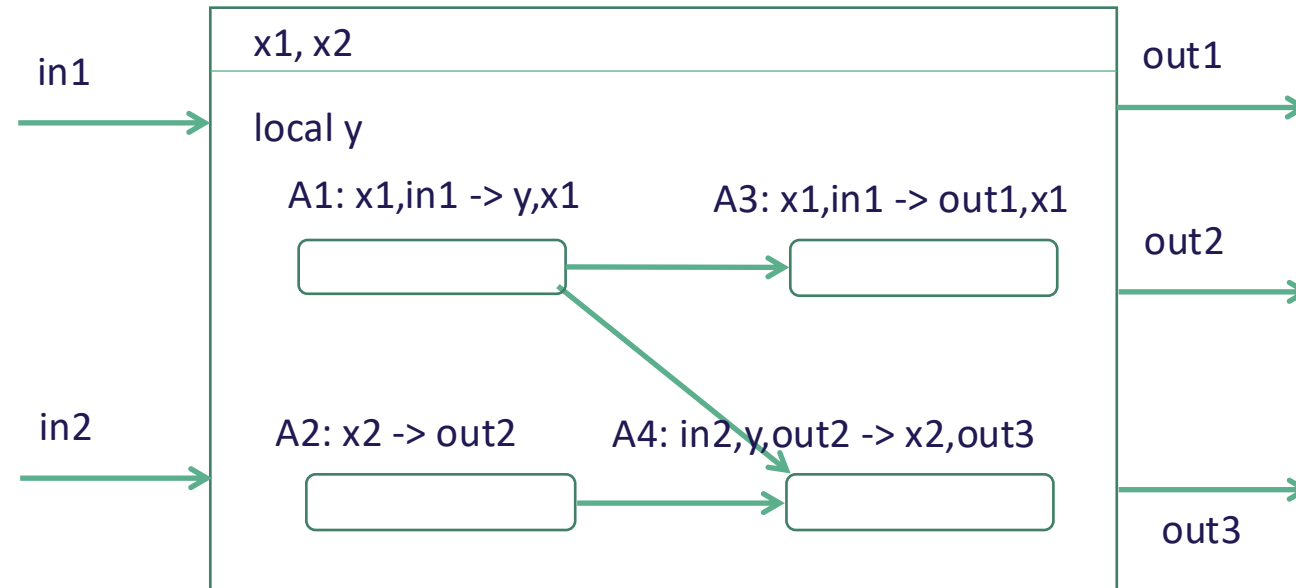 x1, x2
in1
out1
local y
A1: x1,in1 -> y,x1
A3: x1,in1 -> out1,x1
out2
in2
A2: x2 -> out2
A4: in2,y,out2 -> x2,out3
out3